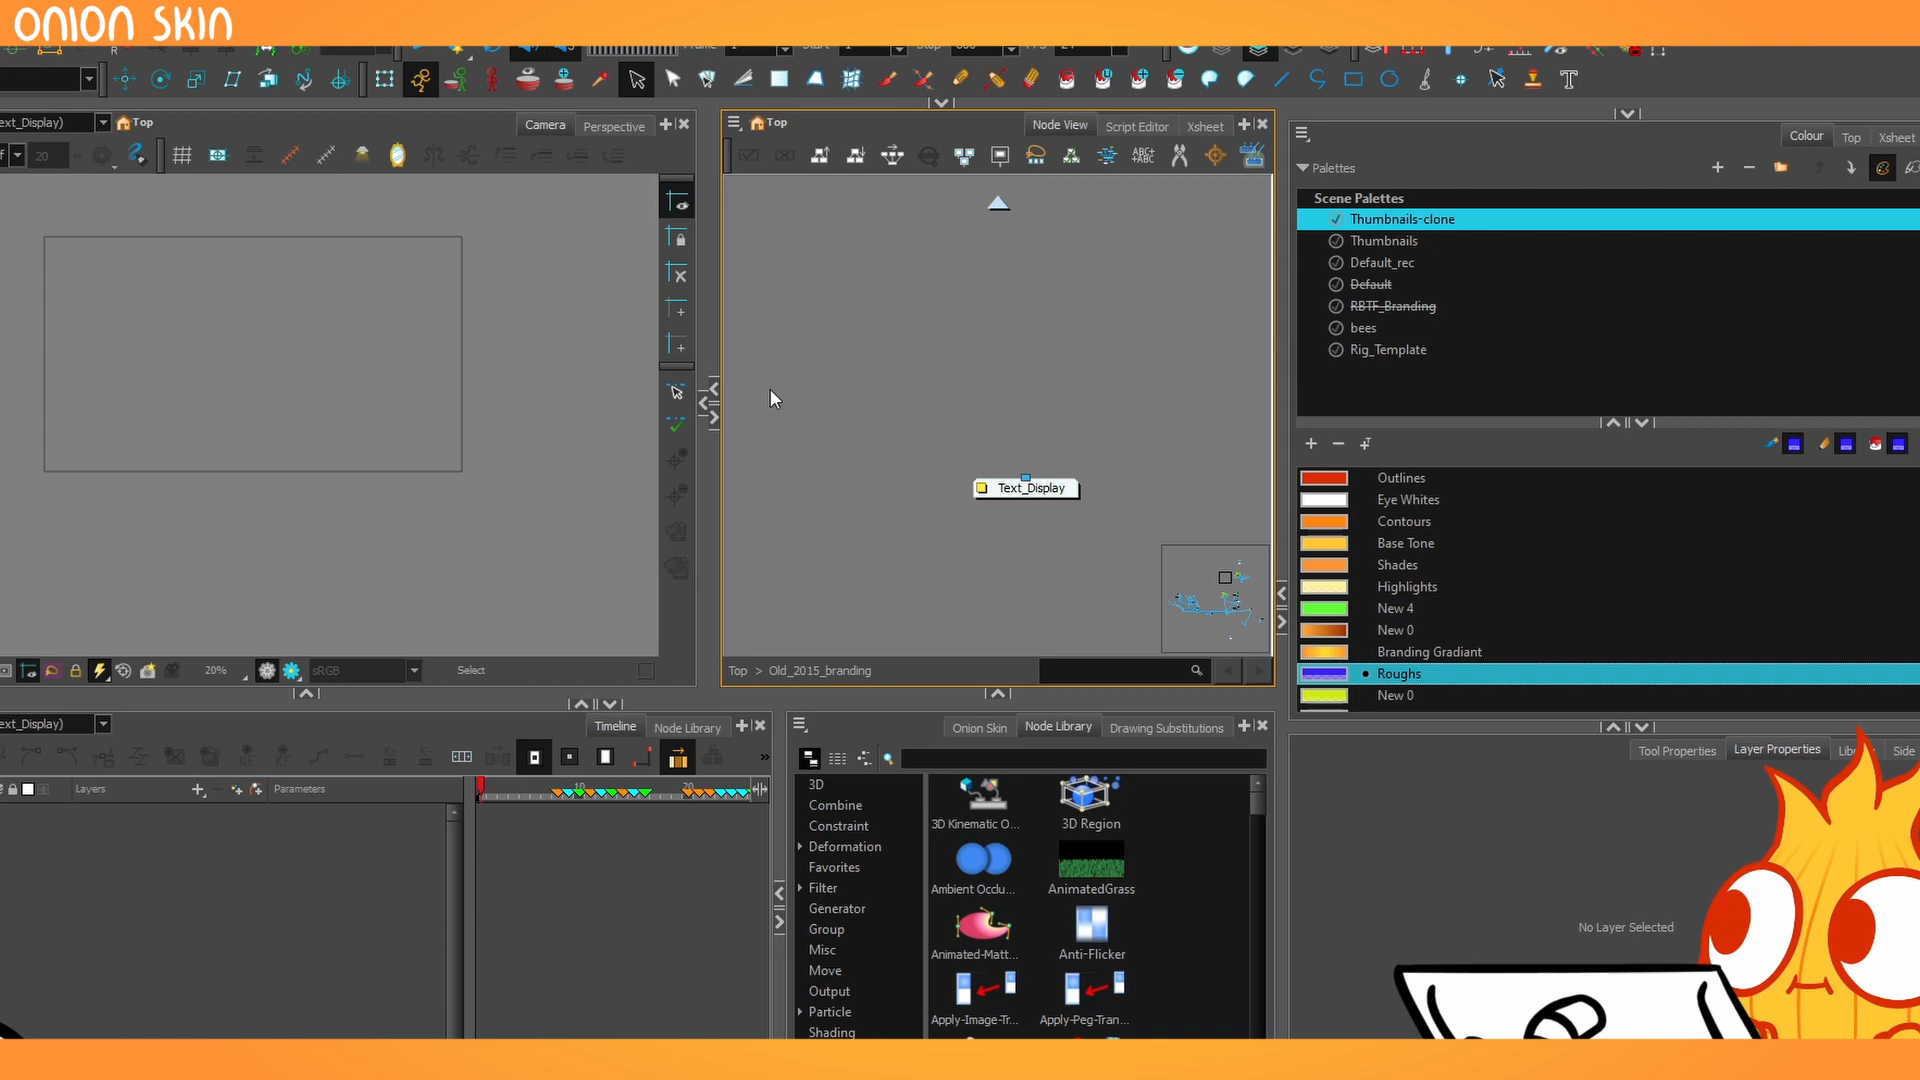 ONION SKIN
ext_Display)
Top
Camera
Perspective
20
20%
sRGB
Select
Top
Node View
Script Editor
Xsheet
Text_Display
Top > Old_2015_branding
Colour
Top
Xsheet
Palettes
Scene Palettes
Thumbnails-clone
Thumbnails
Default_rec
Default
RBTF_Branding
bees
Rig_Template
Outlines
Eye Whites
Contours
Base Tone
Shades
Highlights
New 4
New 0
Branding Gradiant
Roughs
New 0
ext_Display)
Timeline
Node Library
Layers
Parameters
10
20
Onion Skin
Node Library
Drawing Substitutions
3D
Combine
Constraint
Deformation
Favorites
Filter
Generator
Group
Misc
Move
Output
Particle
Shading
3D Kinematic O...
3D Region
Ambient Occlu...
AnimatedGrass
Animated-Matt...
Anti-Flicker
Apply-Image-Tr...
Apply-Peg-Tran...
Tool Properties
Layer Properties
Side
No Layer Selected